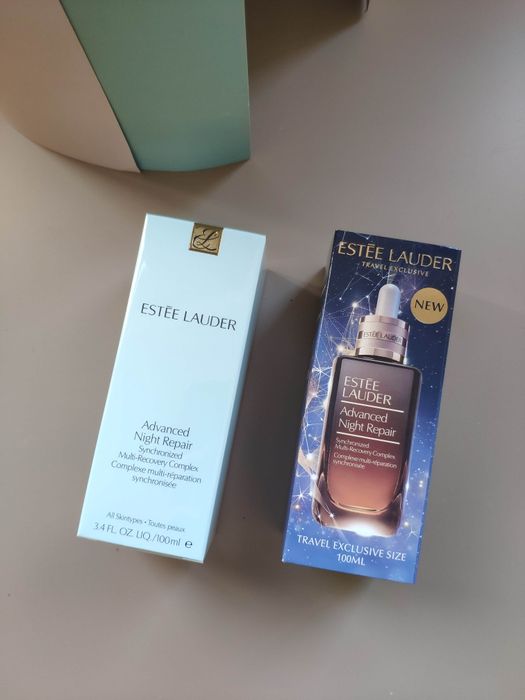 ESTĒE LAUDER
Advanced
Night Repair
Synchronized
Multi-Recovery Complex
Complexe multi-réparation
synchronisée
All Skintypes • Toutes peaux
3.4 FL. OZ. LIQ./100ml ℮
ESTĒE LAUDER
TRAVEL EXCLUSIVE
NEW
ESTĒE LAUDER
ESTĒE
LAUDER
Advanced
Night Repair
Synchronized
Multi-Recovery Complex
Complexe multi-réparation
synchronisée
TRAVEL EXCLUSIVE SIZE
100ML